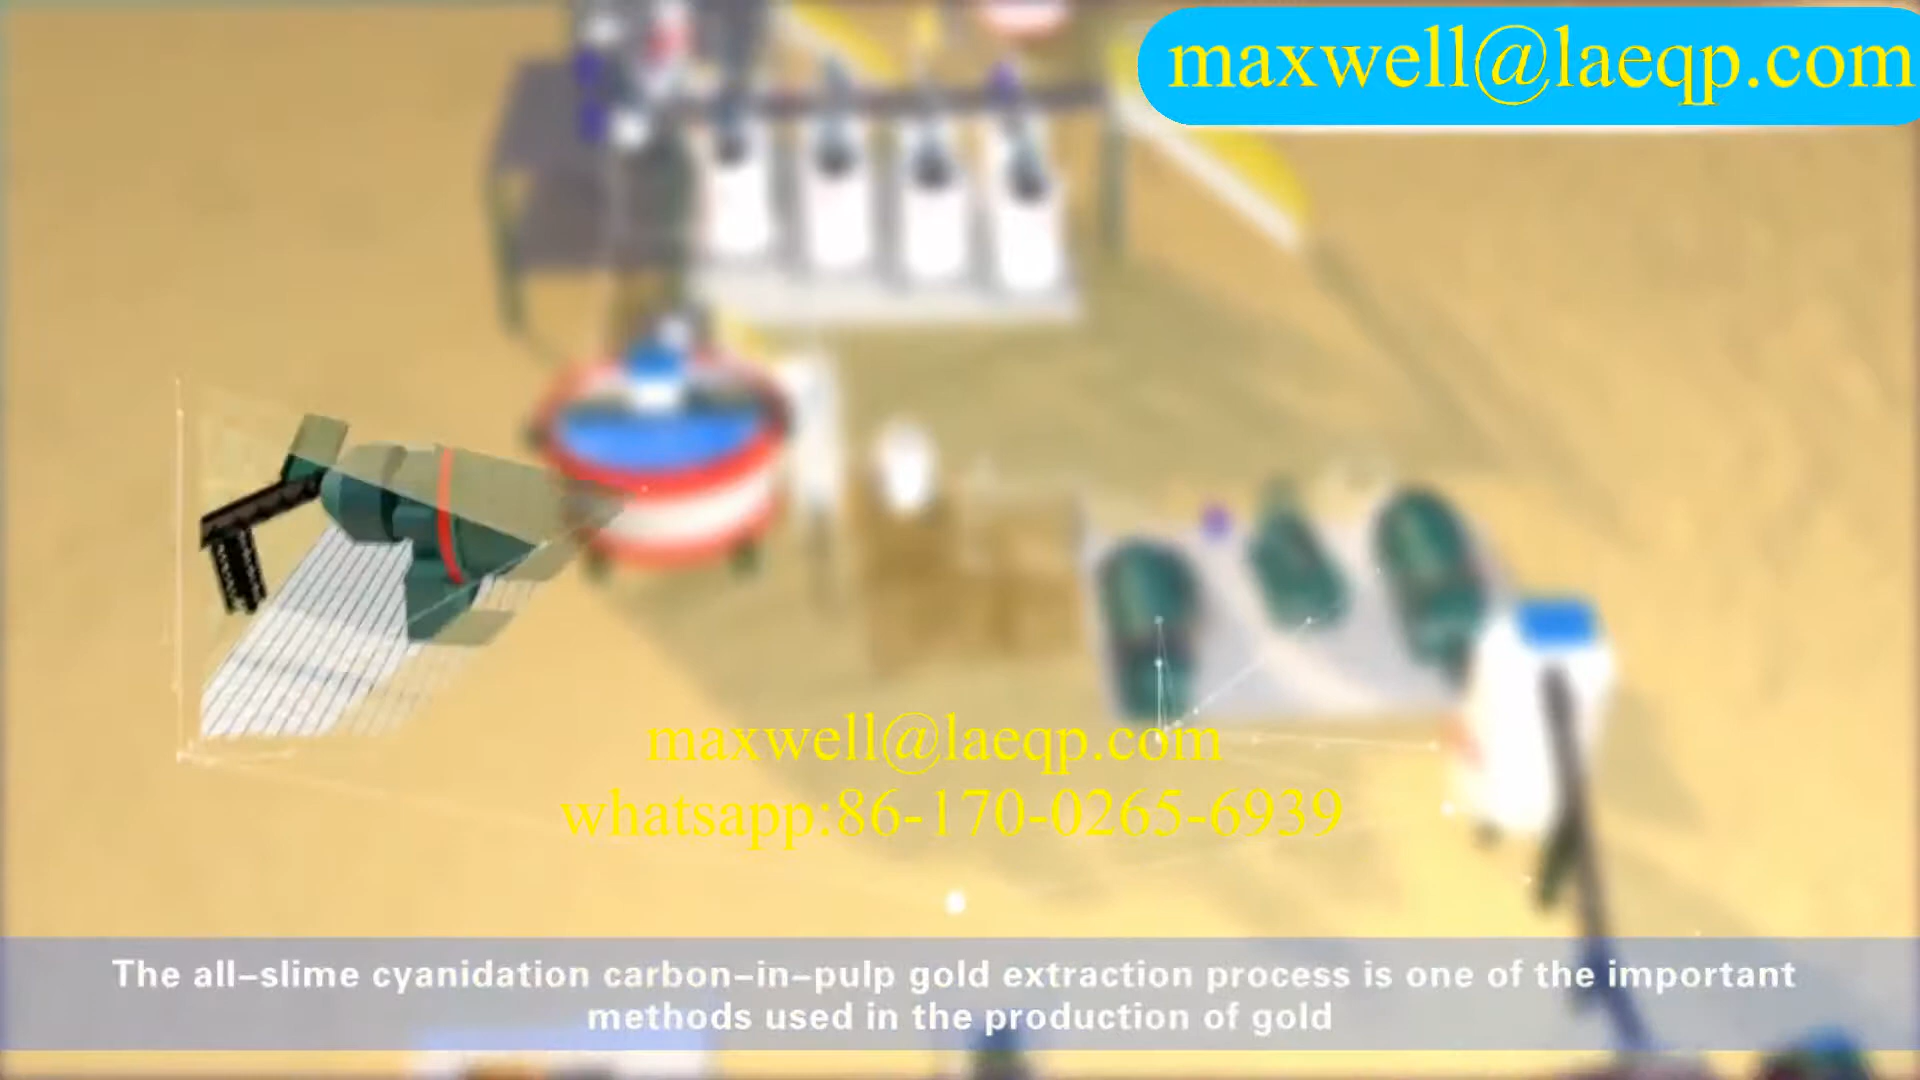 maxwell@laeqp.com
maxwell@laeqp.com
whatsapp:86-170-0265-6939
The all-slime cyanidation carbon-in-pulp gold extraction process is one of the important
methods used in the production of gold